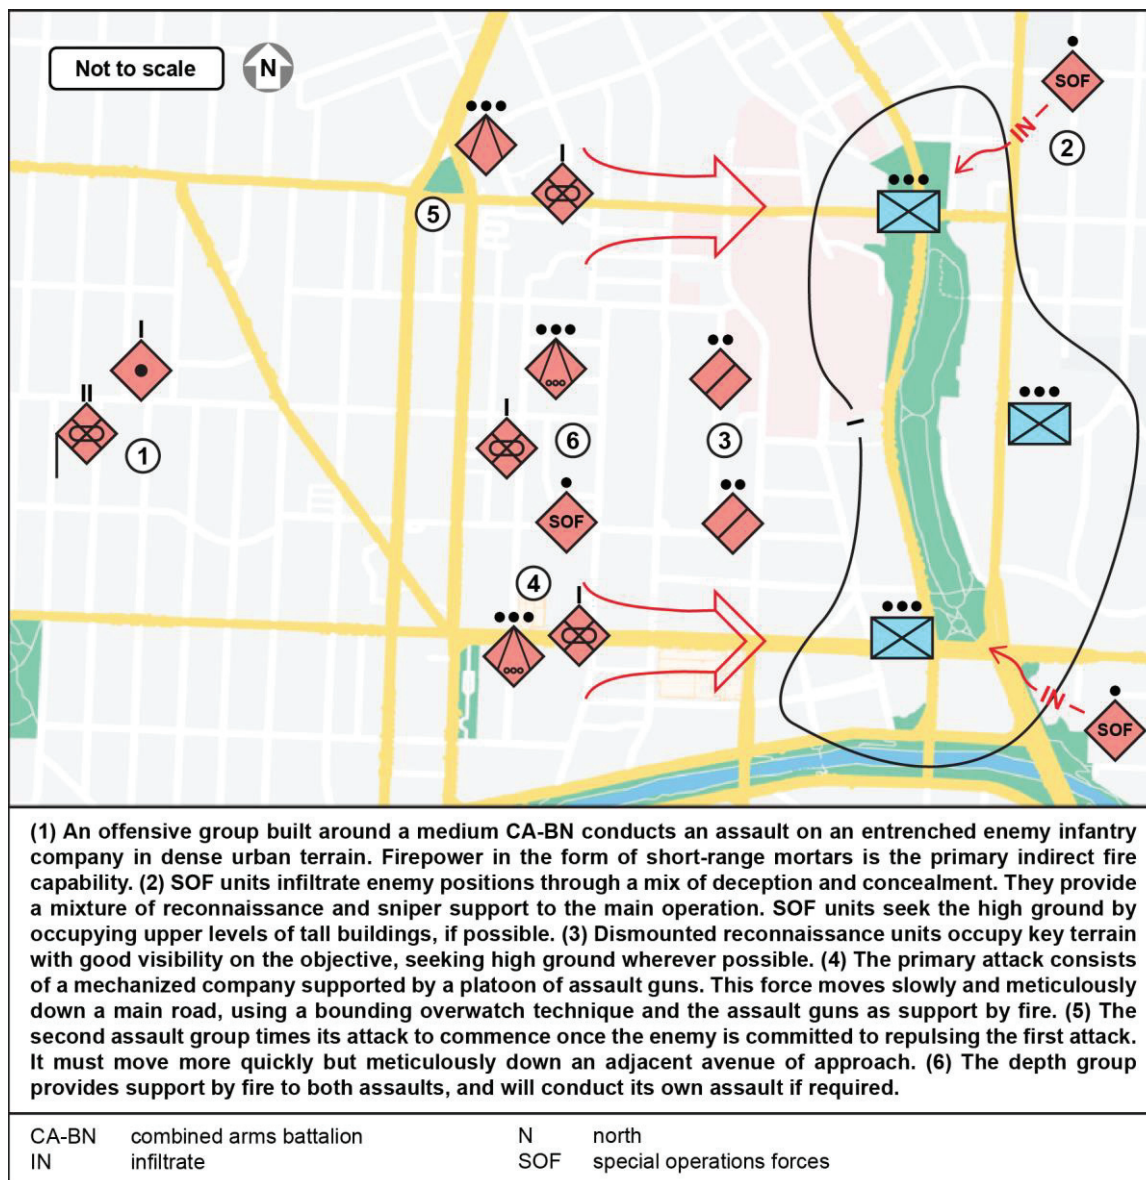 Not to scale
N
SOF
IN
2
5
I
I
II
1
I
6
3
I
SOF
4
I
IN
SOF
(1) An offensive group built around a medium CA-BN conducts an assault on an entrenched enemy infantry
company in dense urban terrain. Firepower in the form of short-range mortars is the primary indirect fire
capability. (2) SOF units infiltrate enemy positions through a mix of deception and concealment. They provide
a mixture of reconnaissance and sniper support to the main operation. SOF units seek the high ground by
occupying upper levels of tall buildings, if possible. (3) Dismounted reconnaissance units occupy key terrain
with good visibility on the objective, seeking high ground wherever possible. (4) The primary attack consists
of a mechanized company supported by a platoon of assault guns. This force moves slowly and meticulously
down a main road, using a bounding overwatch technique and the assault guns as support by fire. (5) The
second assault group times its attack to commence once the enemy is committed to repulsing the first attack.
It must move more quickly but meticulously down an adjacent avenue of approach. (6) The depth group
provides support by fire to both assaults, and will conduct its own assault if required.
CA-BN combined arms battalion N north
IN infiltrate SOF special operations forces